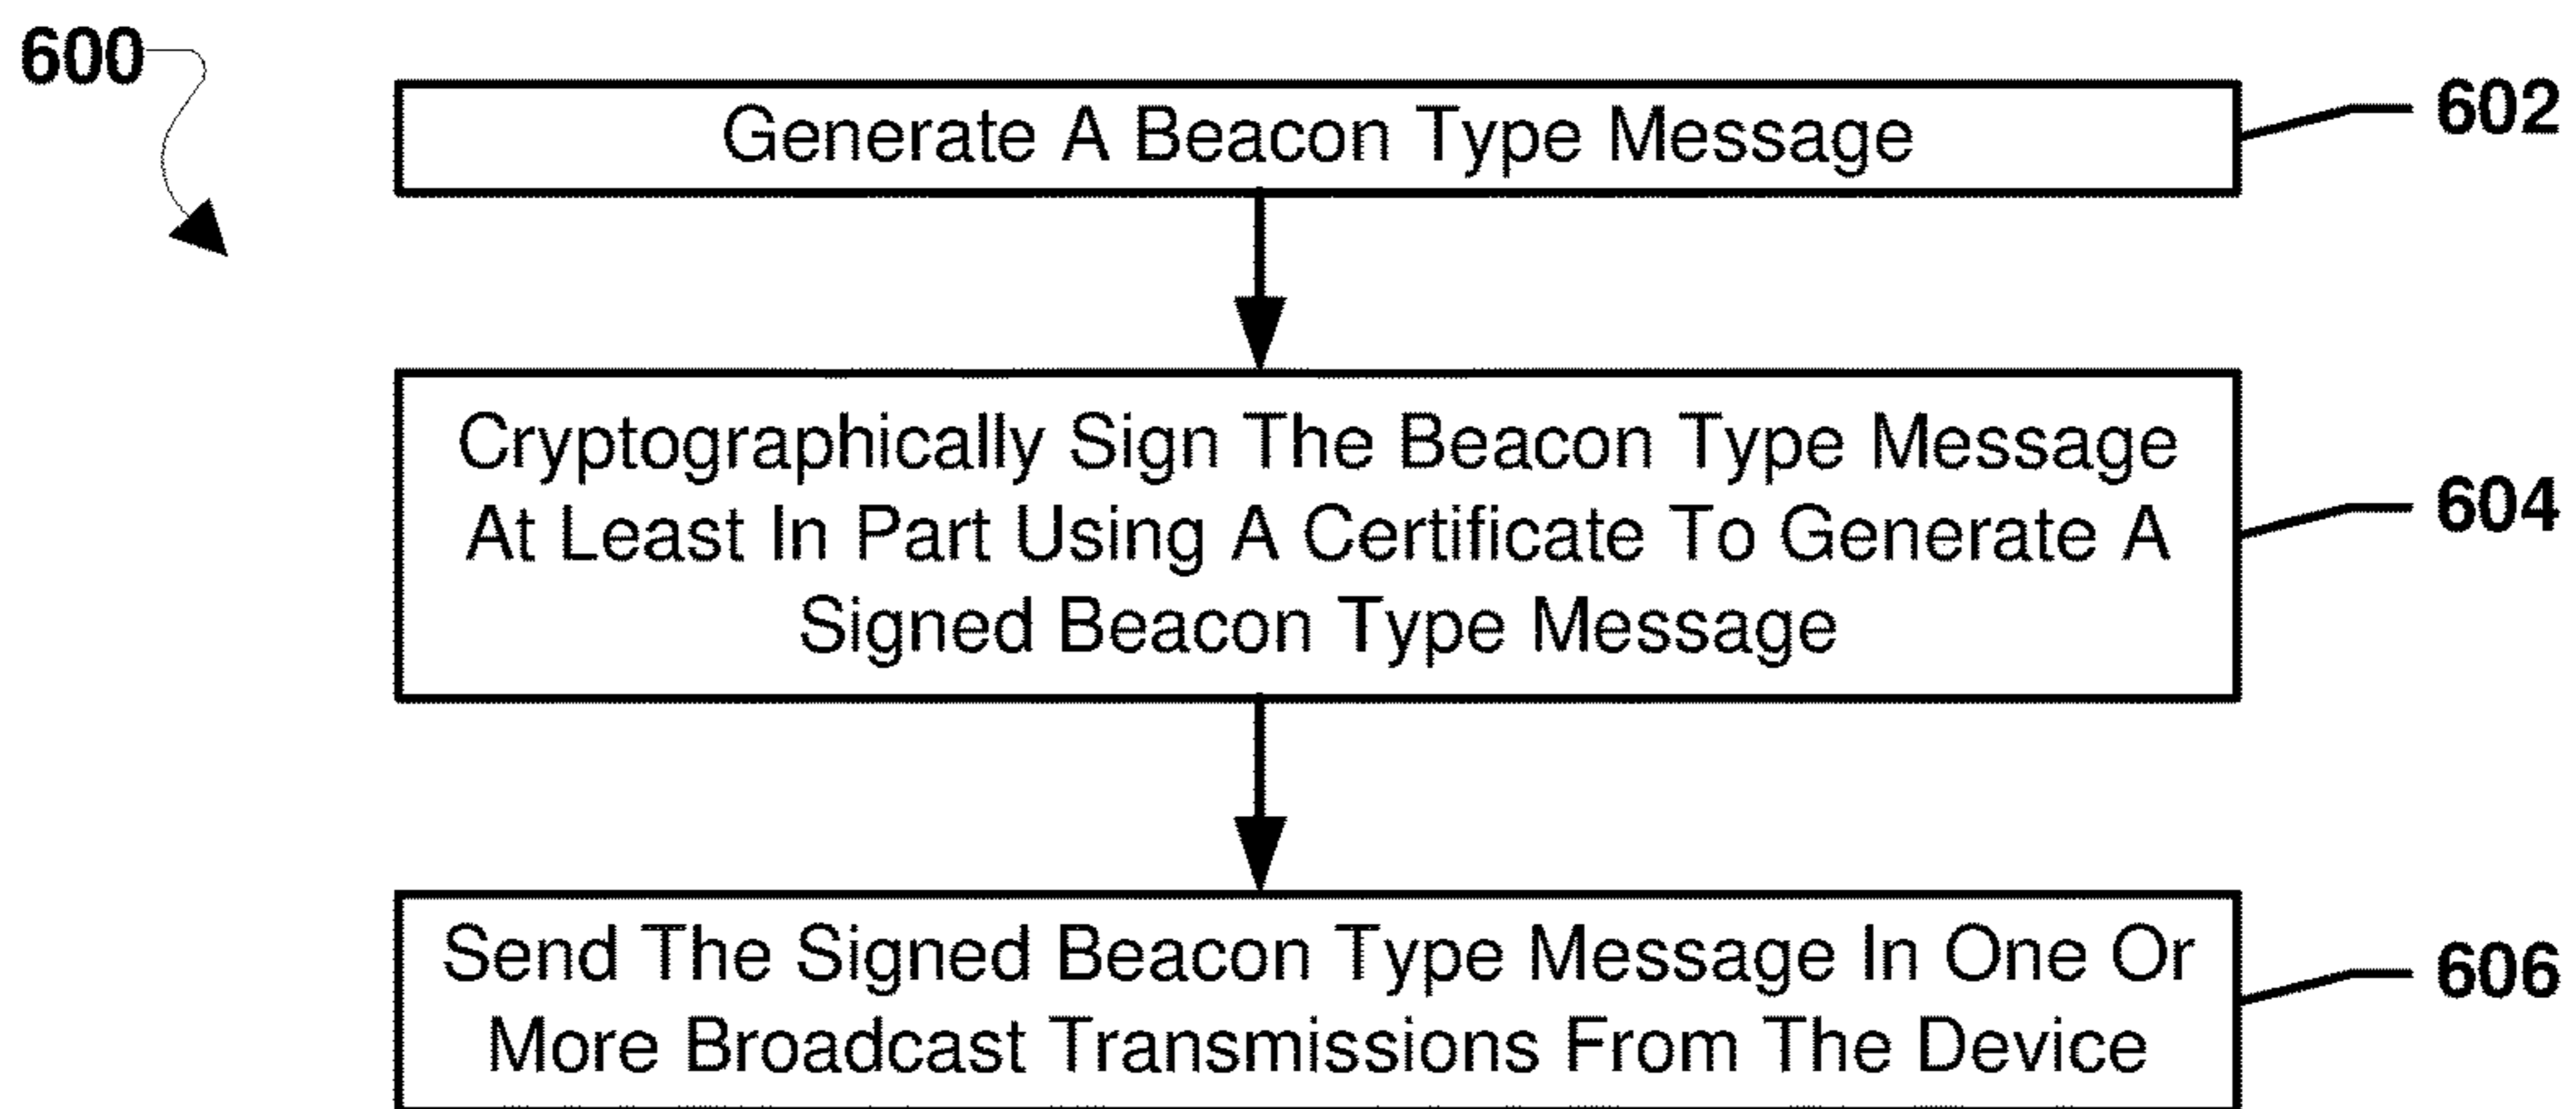 600
Generate A Beacon Type Message
602
Cryptographically Sign The Beacon Type Message
At Least In Part Using A Certificate To Generate A
Signed Beacon Type Message
604
Send The Signed Beacon Type Message In One Or
More Broadcast Transmissions From The Device
606